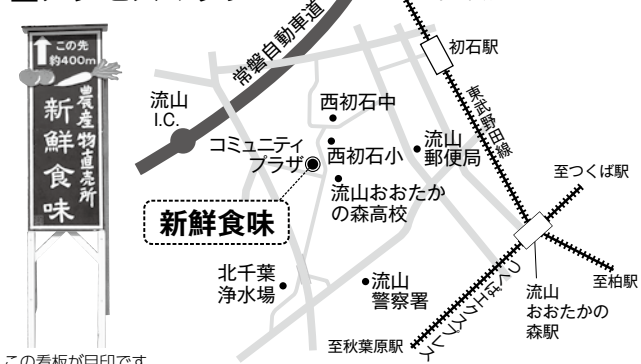 この先
約400m
農産物直売所
新鮮食味
この看板が目印です
常磐自動車道
流山
I.C.
初石駅
東武野田線
西初石中
コミュニティ
プラザ
西初石小
流山
郵便局
流山おおたか
の森高校
新鮮食味
至つくば駅
北千葉
浄水場
流山
警察署
つくばエクスプレス
流山
おおたかの
森駅
至柏駅
至秋葉原駅